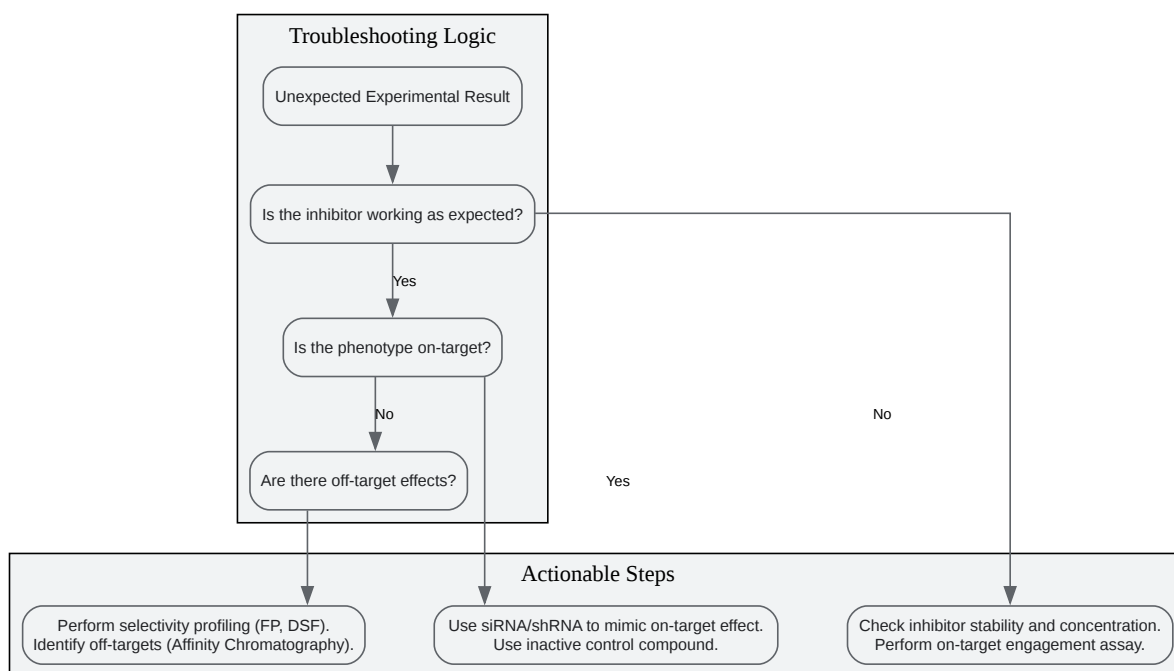 Troubleshooting Logic
Unexpected Experimental Result
Is the inhibitor working as expected?
Yes
Is the phenotype on-target?
No
No
Are there off-target effects?
Yes
Actionable Steps
Perform selectivity profiling (FP, DSF).
Identify off-targets (Affinity Chromatography).
Use siRNA/shRNA to mimic on-target effect.
Use inactive control compound.
Check inhibitor stability and concentration.
Perform on-target engagement assay.